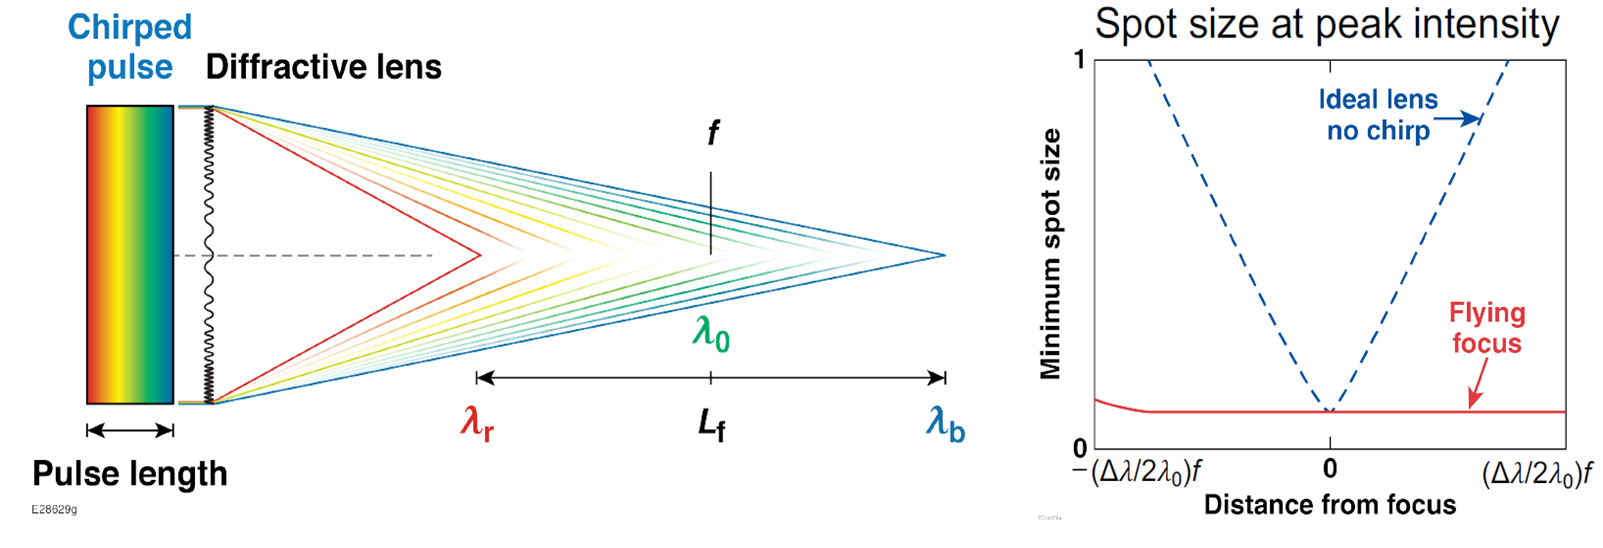 Chirped
pulse
Diffractive lens
f
λ0
λr
Lf
λb
Pulse length
E28629g
Spot size at peak intensity
1
Ideal lens
no chirp
Minimum spot size
Flying
focus
0
−(Δλ/2λ0)f
0
(Δλ/2λ0)f
Distance from focus